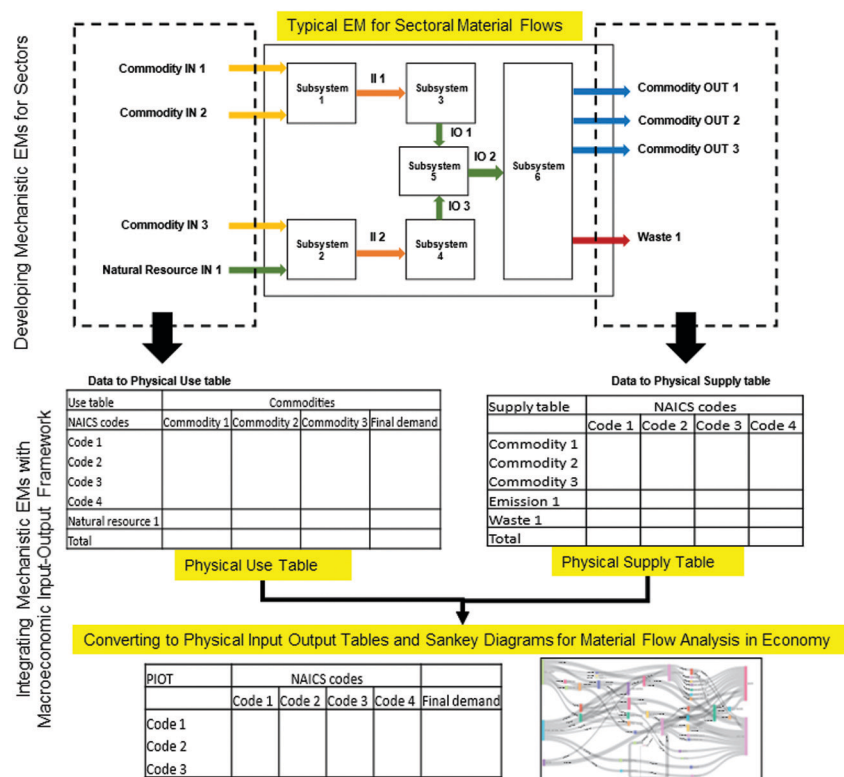 Typical EM for Sectoral Material Flows
Developing Mechanistic EMs for Sectors
Commodity IN 1
Commodity IN 2
Commodity IN 3
Natural Resource IN 1
Subsystem
1
II 1
Subsystem
3
IO 1
Subsystem
5
IO 2
IO 3
Subsystem
2
II 2
Subsystem
4
Subsystem
6
Commodity OUT 1
Commodity OUT 2
Commodity OUT 3
Waste 1
Integrating Mechanistic EMs with
Macroeconomic Input-Output Framework
Data to Physical Use table
Use table Commodities
NAICS codes Commodity 1 Commodity 2 Commodity 3 Final demand
Code 1
Code 2
Code 3
Code 4
Natural resource 1
Total
Physical Use Table
Data to Physical Supply table
Supply table NAICS codes
Code 1 Code 2 Code 3 Code 4
Commodity 1
Commodity 2
Commodity 3
Emission 1
Waste 1
Total
Physical Supply Table
Converting to Physical Input Output Tables and Sankey Diagrams for Material Flow Analysis in Economy
PIOT NAICS codes
Code 1 Code 2 Code 3 Code 4 Final demand
Code 1
Code 2
Code 3